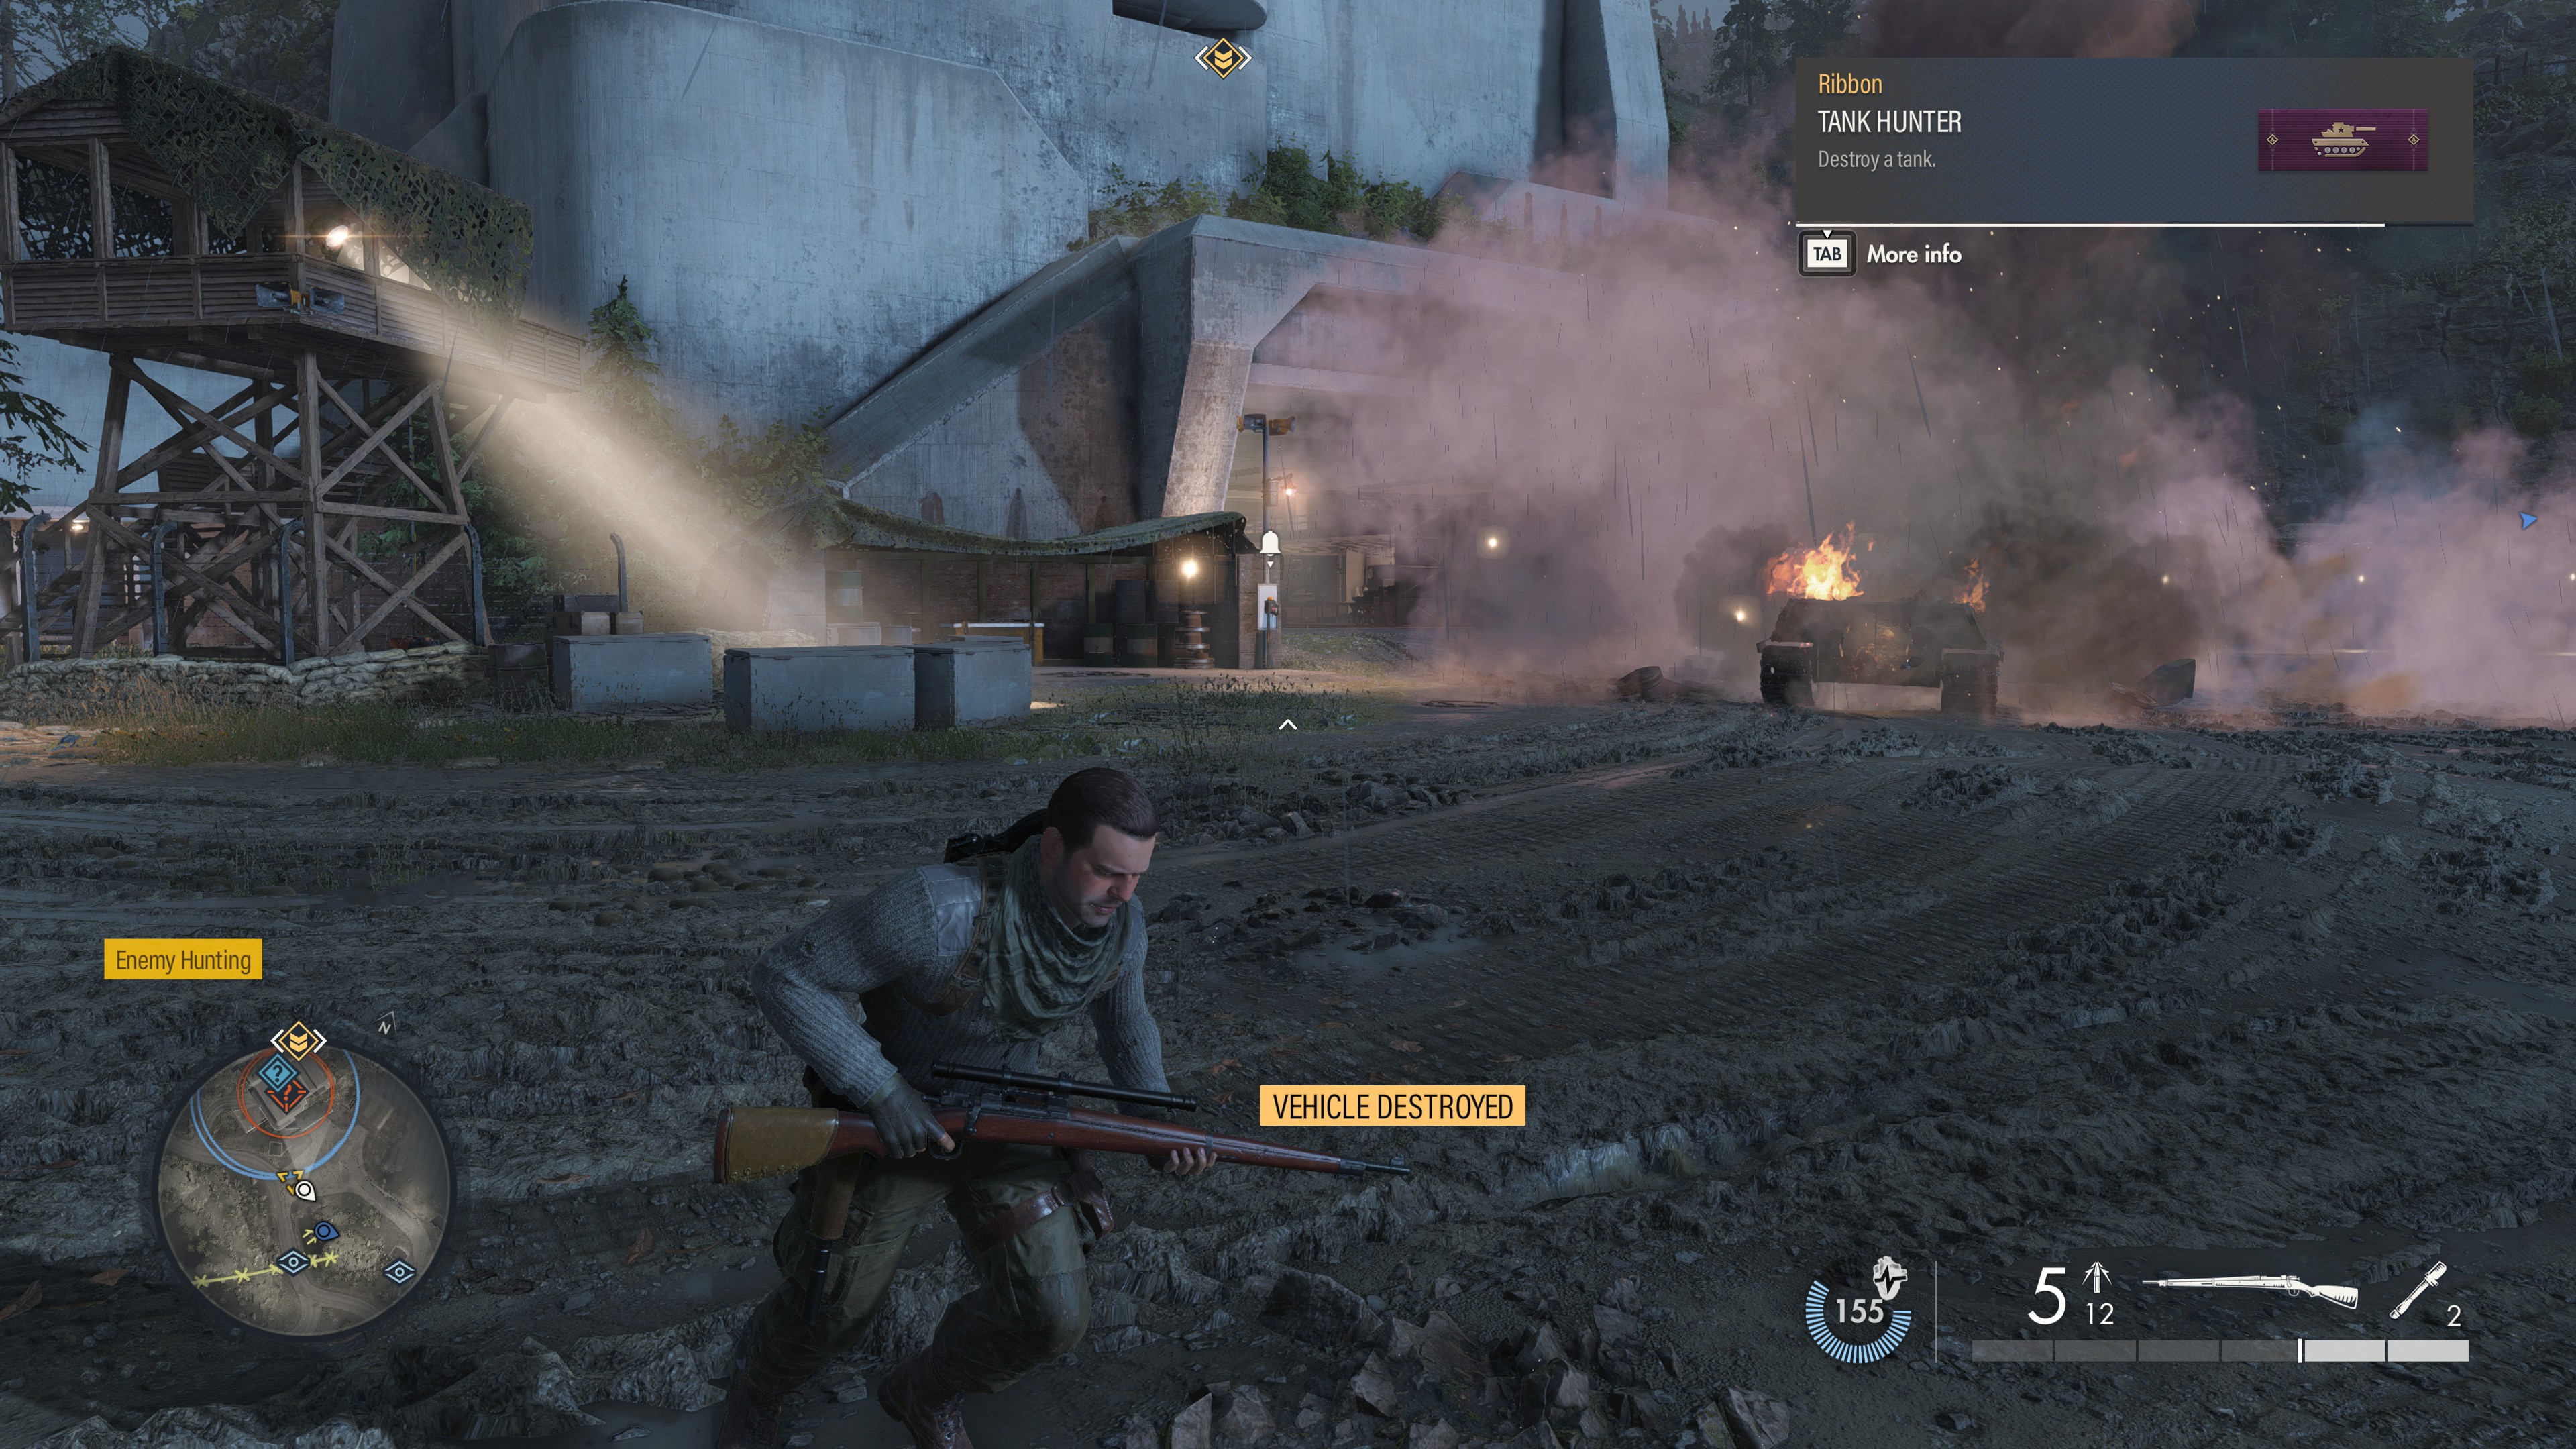 Ribbon
TANK HUNTER
Destroy a tank.
TAB More info
Enemy Hunting
N
?
!
VEHICLE DESTROYED
155
5
12
2